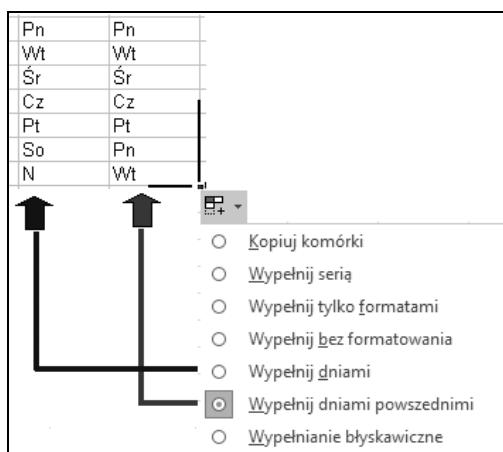 Pn Pn
Wt Wt
Śr Śr
Cz Cz
Pt Pt
So Pn
N Wt
Kopiuj komórki
Wypełnij serią
Wypełnij tylko formatami
Wypełnij bez formatowania
Wypełnij dniami
Wypełnij dniami powszednimi
Wypełnianie błyskawiczne